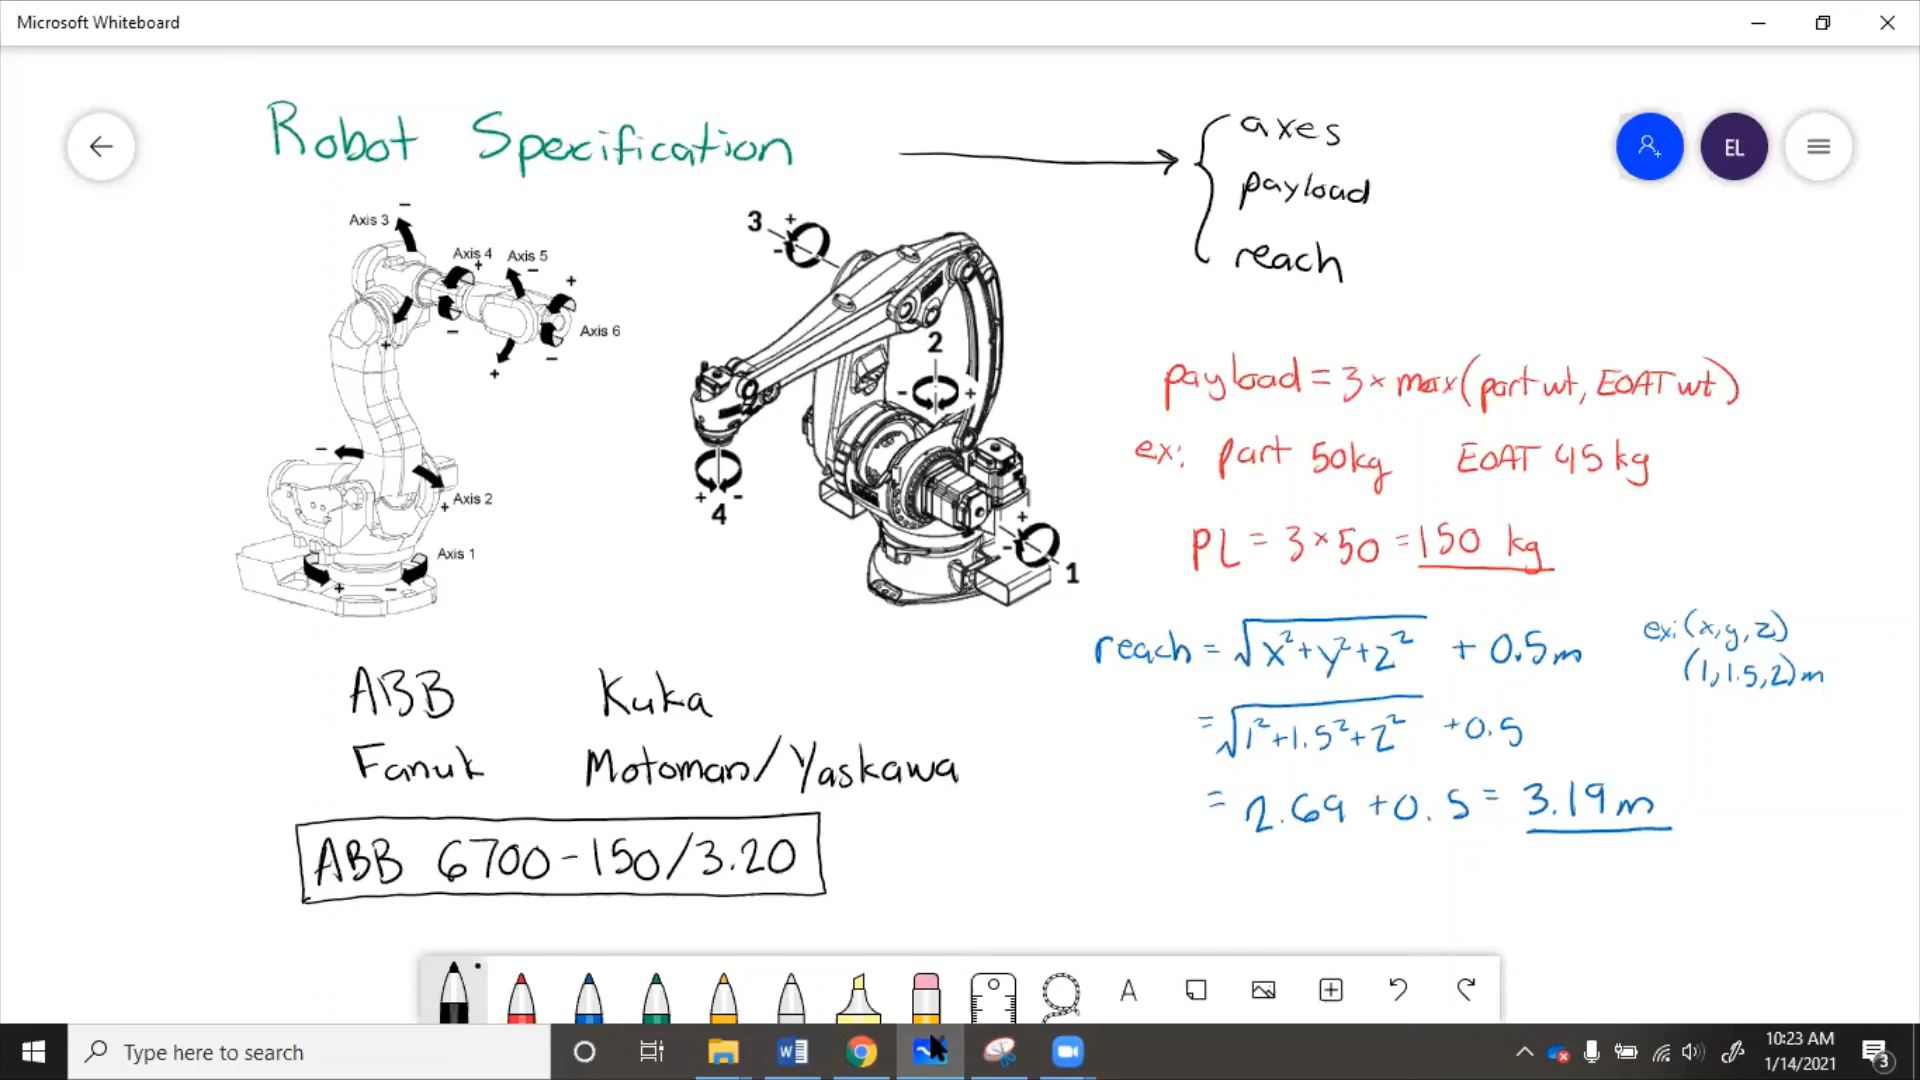 Microsoft Whiteboard
Robot Specification
axes
payload
reach
EL
Axis 3
-
Axis 4
+
Axis 5
-
+
Axis 6
-
-
+
+
-
Axis 2
+
Axis 1
+
-
3
+
-
2
-
+
4
+
-
1
+
-
payload = 3 × max(part wt, EOAT wt)
ex: part 50kg EOAT 45 kg
PL = 3 × 50 = 150 kg
reach = √x²+y²+z² + 0.5m
ex: (x,y,z)
(1,1.5,2)m
= √1²+1.5²+2² +0.5
= 2.69 +0.5 = 3.19m
ABB Kuka
Fanuk Motoman/Yaskawa
ABB 6700-150/3.20
A
Type here to search
10:23 AM
1/14/2021
3